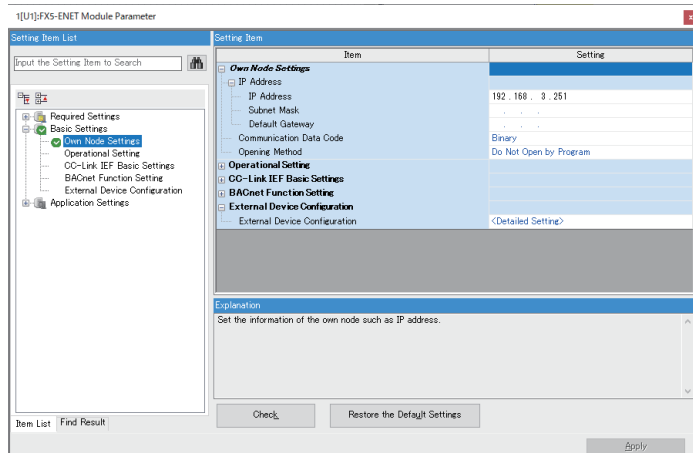 1[U1]:FX5-ENET Module Parameter
Setting Item List
Setting Item
Input the Setting Item to Search
Item Setting
Own Node Settings
IP Address
IP Address 192 . 168 . 3 . 251
Subnet Mask . . .
Default Gateway . . .
Communication Data Code Binary
Opening Method Do Not Open by Program
Operational Setting
CC-Link IEF Basic Settings
BACnet Function Setting
External Device Configuration
External Device Configuration <Detailed Setting>
Required Settings
Basic Settings
Own Node Settings
Operational Setting
CC-Link IEF Basic Settings
BACnet Function Setting
External Device Configuration
Application Settings
Explanation
Set the information of the own node such as IP address.
Check
Restore the Default Settings
Item List
Find Result
Apply